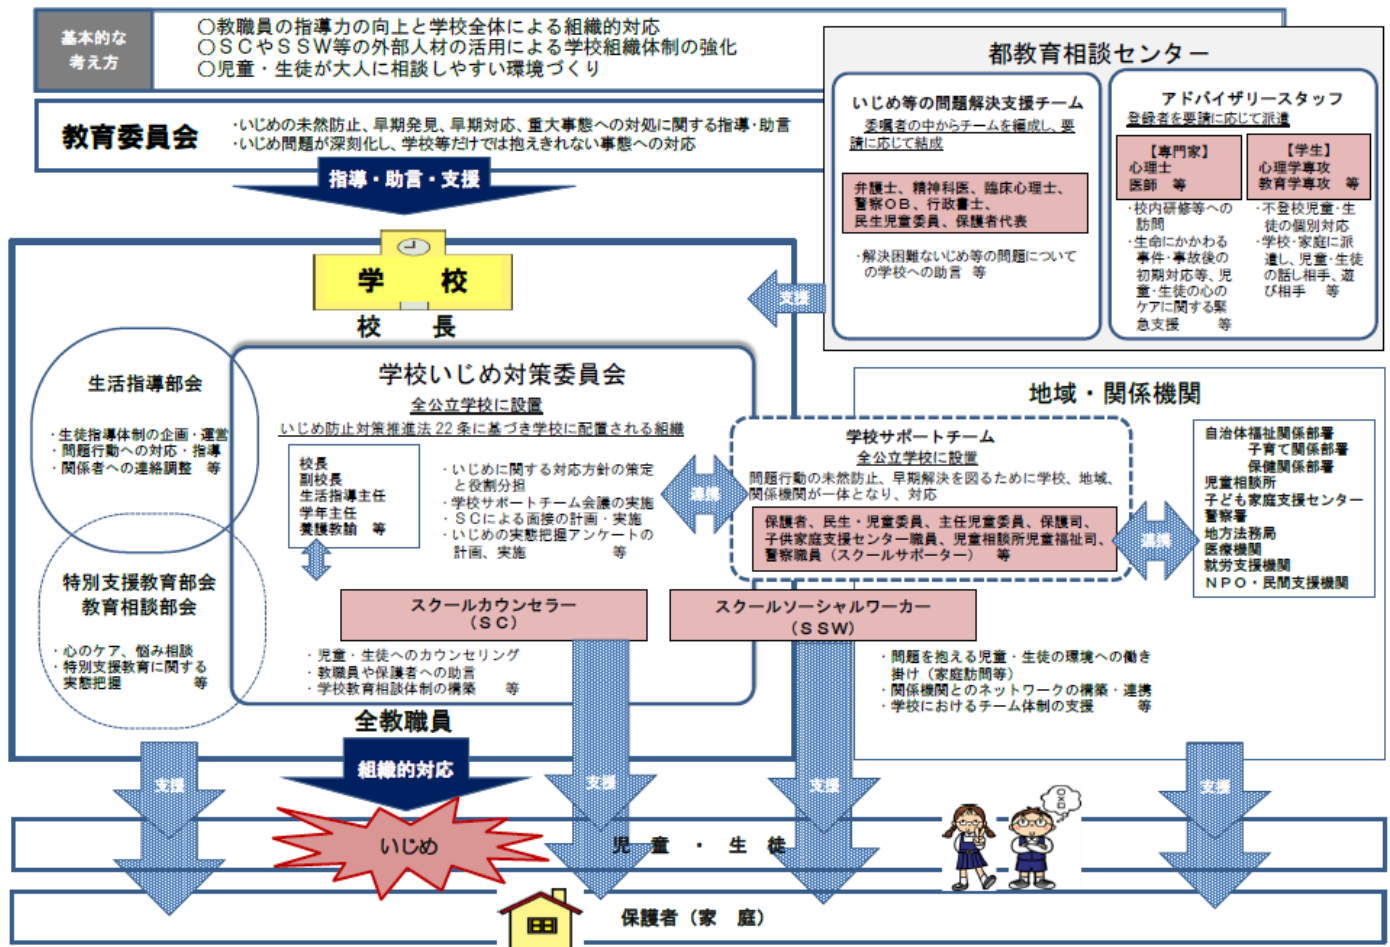 基本的な
考え方
○教職員の指導力の向上と学校全体による組織的対応
○ＳＣやＳＳＷ等の外部人材の活用による学校組織体制の強化
○児童・生徒が大人に相談しやすい環境づくり
教育委員会
・いじめの未然防止、早期発見、早期対応、重大事態への対処に関する指導・助言
・いじめ問題が深刻化し、学校等だけでは抱えきれない事態への対応
指導・助言・支援
都教育相談センター
いじめ等の問題解決支援チーム
委嘱者の中からチームを編成し、要
請に応じて結成
弁護士、精神科医、臨床心理士、
警察ＯＢ、行政書士、
民生児童委員、保護者代表
・解決困難ないじめ等の問題について
の学校への助言 等
アドバイザリースタッフ
登録者を要請に応じて派遣
【専門家】
心理士
医師 等
・校内研修等への
訪問
・生命にかかわる
事件・事故後の
初期対応等、児
童・生徒の心の
ケアに関する緊
急支援 等
【学生】
心理学専攻
教育学専攻 等
・不登校児童・生
徒の個別対応
・学校・家庭に派
遣し、児童・生徒
の話し相手、遊
び相手 等
支援
学 校
校 長
生活指導部会
・生徒指導体制の企画・運営
・問題行動への対応・指導
・関係者への連絡調整 等
特別支援教育部会
教育相談部会
・心のケア、悩み相談
・特別支援教育に関する
実態把握 等
学校いじめ対策委員会
全公立学校に設置
いじめ防止対策推進法22条に基づき学校に配置される組織
校長
副校長
生活指導主任
学年主任
養護教諭 等
・いじめに関する対応方針の策定
と役割分担
・学校サポートチーム会議の実施
・ＳＣによる面接の計画・実施
・いじめの実態把握アンケートの
計画、実施 等
連携
スクールカウンセラー
（ＳＣ）
・児童・生徒へのカウンセリング
・教職員や保護者への助言
・学校教育相談体制の構築 等
全教職員
組織的対応
地域・関係機関
学校サポートチーム
全公立学校に設置
問題行動の未然防止、早期解決を図るために学校、地域、
関係機関が一体となり、対応
保護者、民生・児童委員、主任児童委員、保護司、
子供家庭支援センター職員、児童相談所児童福祉司、
警察職員（スクールサポーター） 等
連携
自治体福祉関係部署
子育て関係部署
保健関係部署
児童相談所
子ども家庭支援センター
警察署
地方法務局
医療機関
就労支援機関
ＮＰＯ・民間支援機関
スクールソーシャルワーカー
（ＳＳＷ）
・問題を抱える児童・生徒の環境への働き
掛け（家庭訪問等）
・関係機関とのネットワークの構築・連携
・学校におけるチーム体制の支援 等
支援
支援
支援
支援
いじめ
児 童 ・ 生 徒
保護者（家 庭）